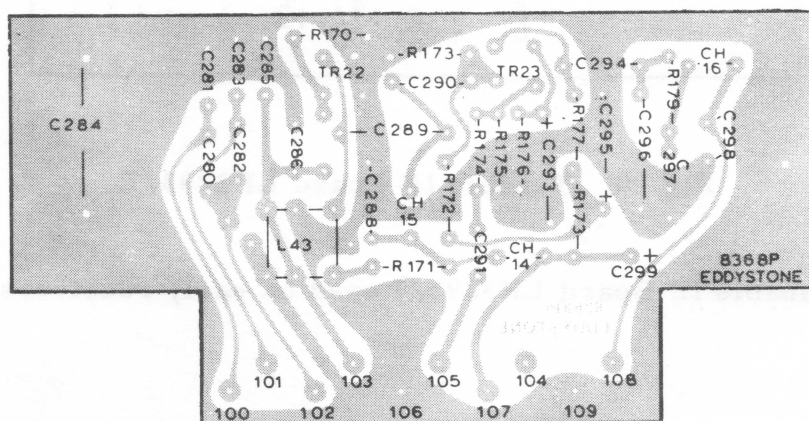 -R170-
C281
C283
C285
TR22
-R173-
-C290-
TR23
C294
-R179-
CH
16
C284
C280
C282
C286
C289
-R174-
-R175-
-R176-
+
C293
-R177-
C295
+
C296
C
297
C298
-C288-
CH
15
-R172-
L43
-R171-
C291
-CH
14
-R173-
+
C299
8368P
EDDYSTONE
101
103
105
104
108
100
102
106
107
109